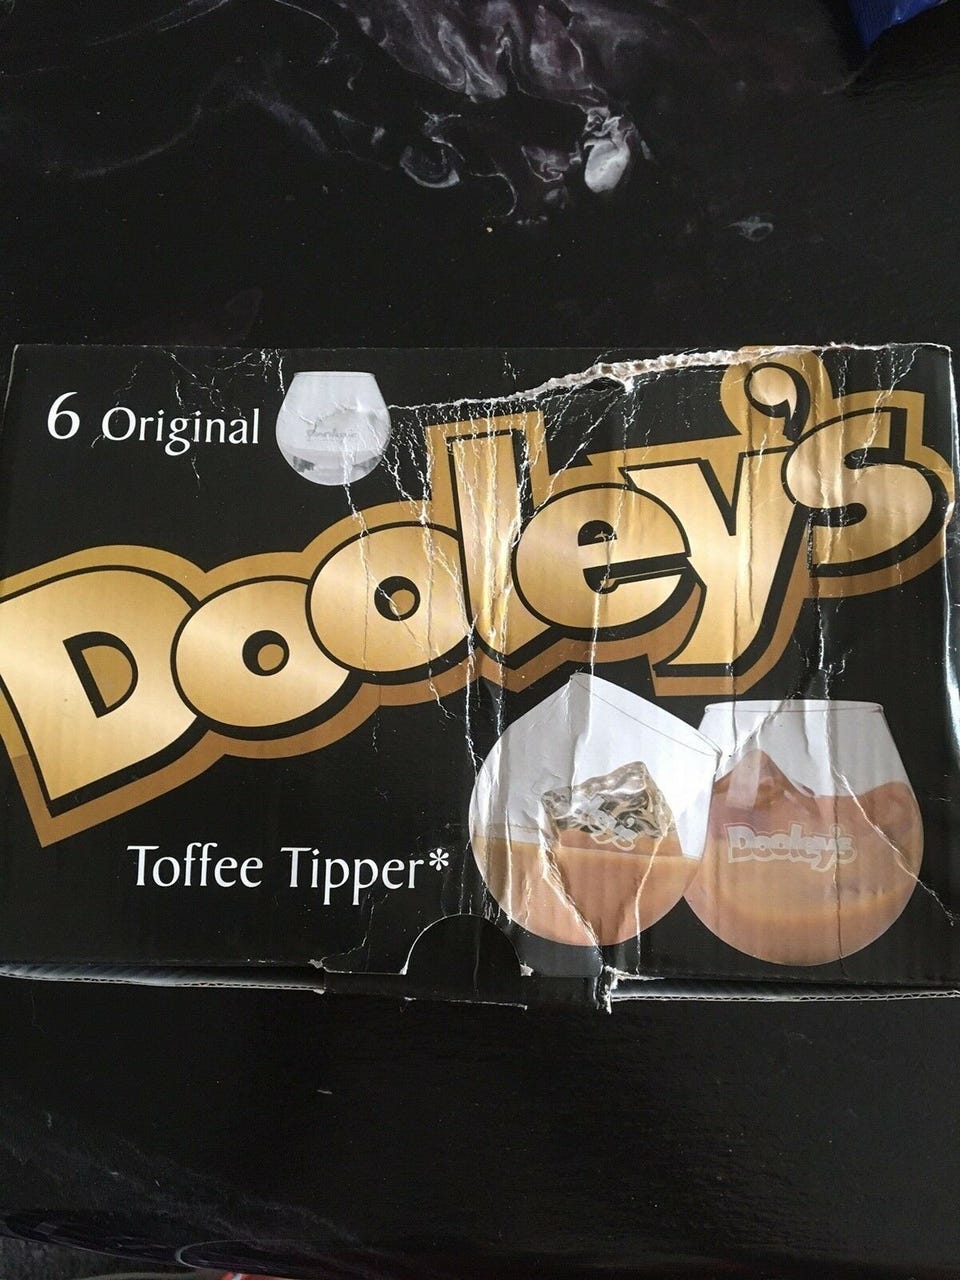 6 Original
Dooley's
Toffee Tipper*
Dooley's